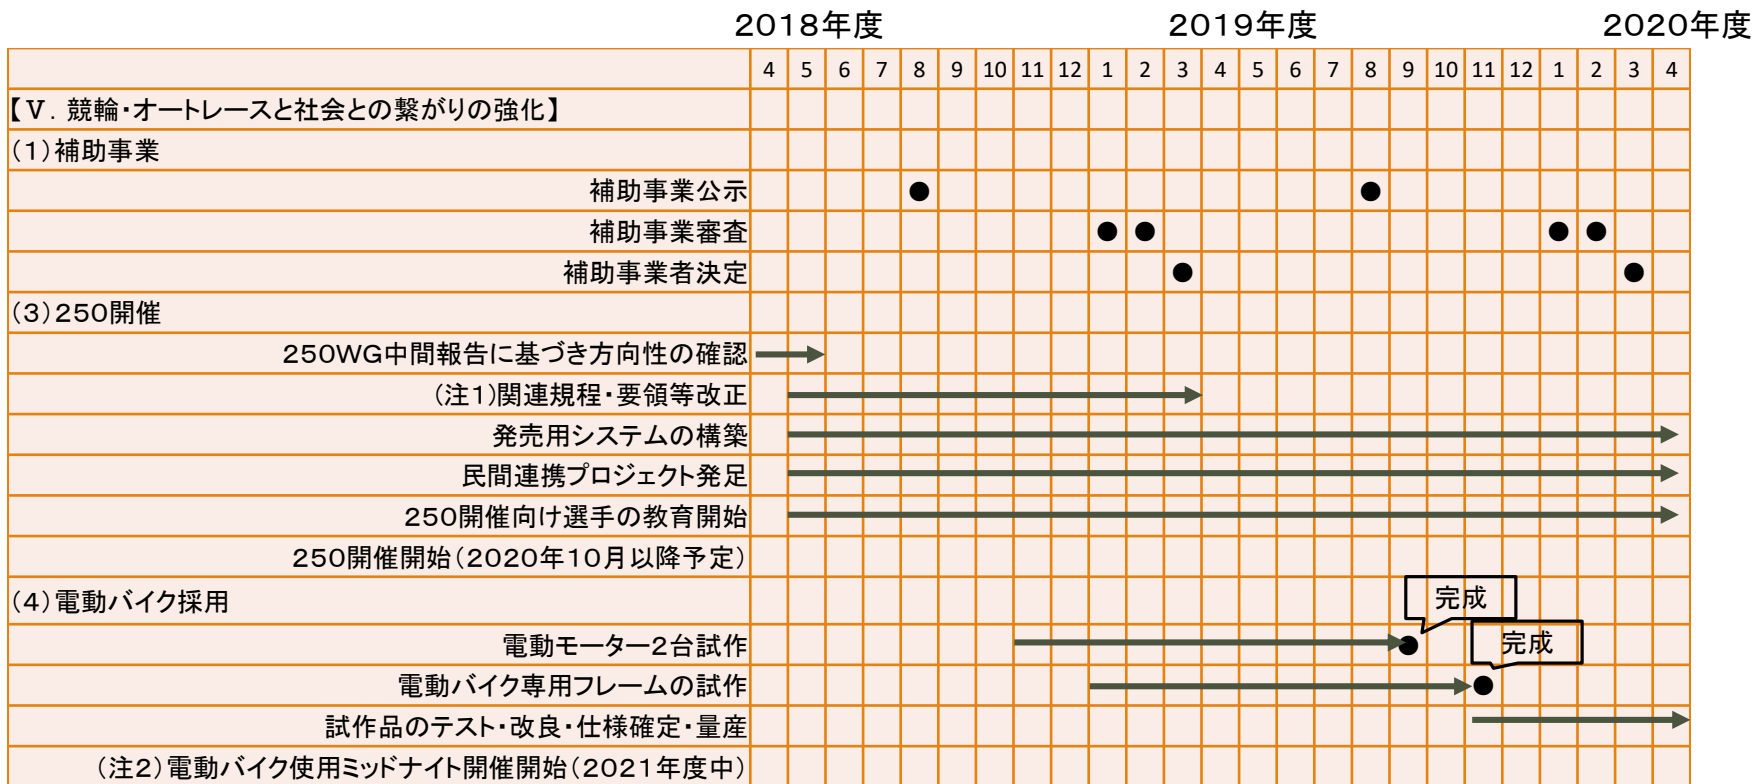 2018年度 2019年度 2020年度
4 5 6 7 8 9 10 11 12 1 2 3 4 5 6 7 8 9 10 11 12 1 2 3 4
【Ⅴ．競輪・オートレースと社会との繋がりの強化】
(1)補助事業
補助事業公示
補助事業審査
補助事業者決定
(3)250開催
250WG中間報告に基づき方向性の確認
(注1)関連規程・要領等改正
発売用システムの構築
民間連携プロジェクト発足
250開催向け選手の教育開始
250開催開始(2020年10月以降予定)
(4)電動バイク採用
完成
電動モーター2台試作
完成
電動バイク専用フレームの試作
試作品のテスト・改良・仕様確定・量産
(注2)電動バイク使用ミッドナイト開催開始(2021年度中)